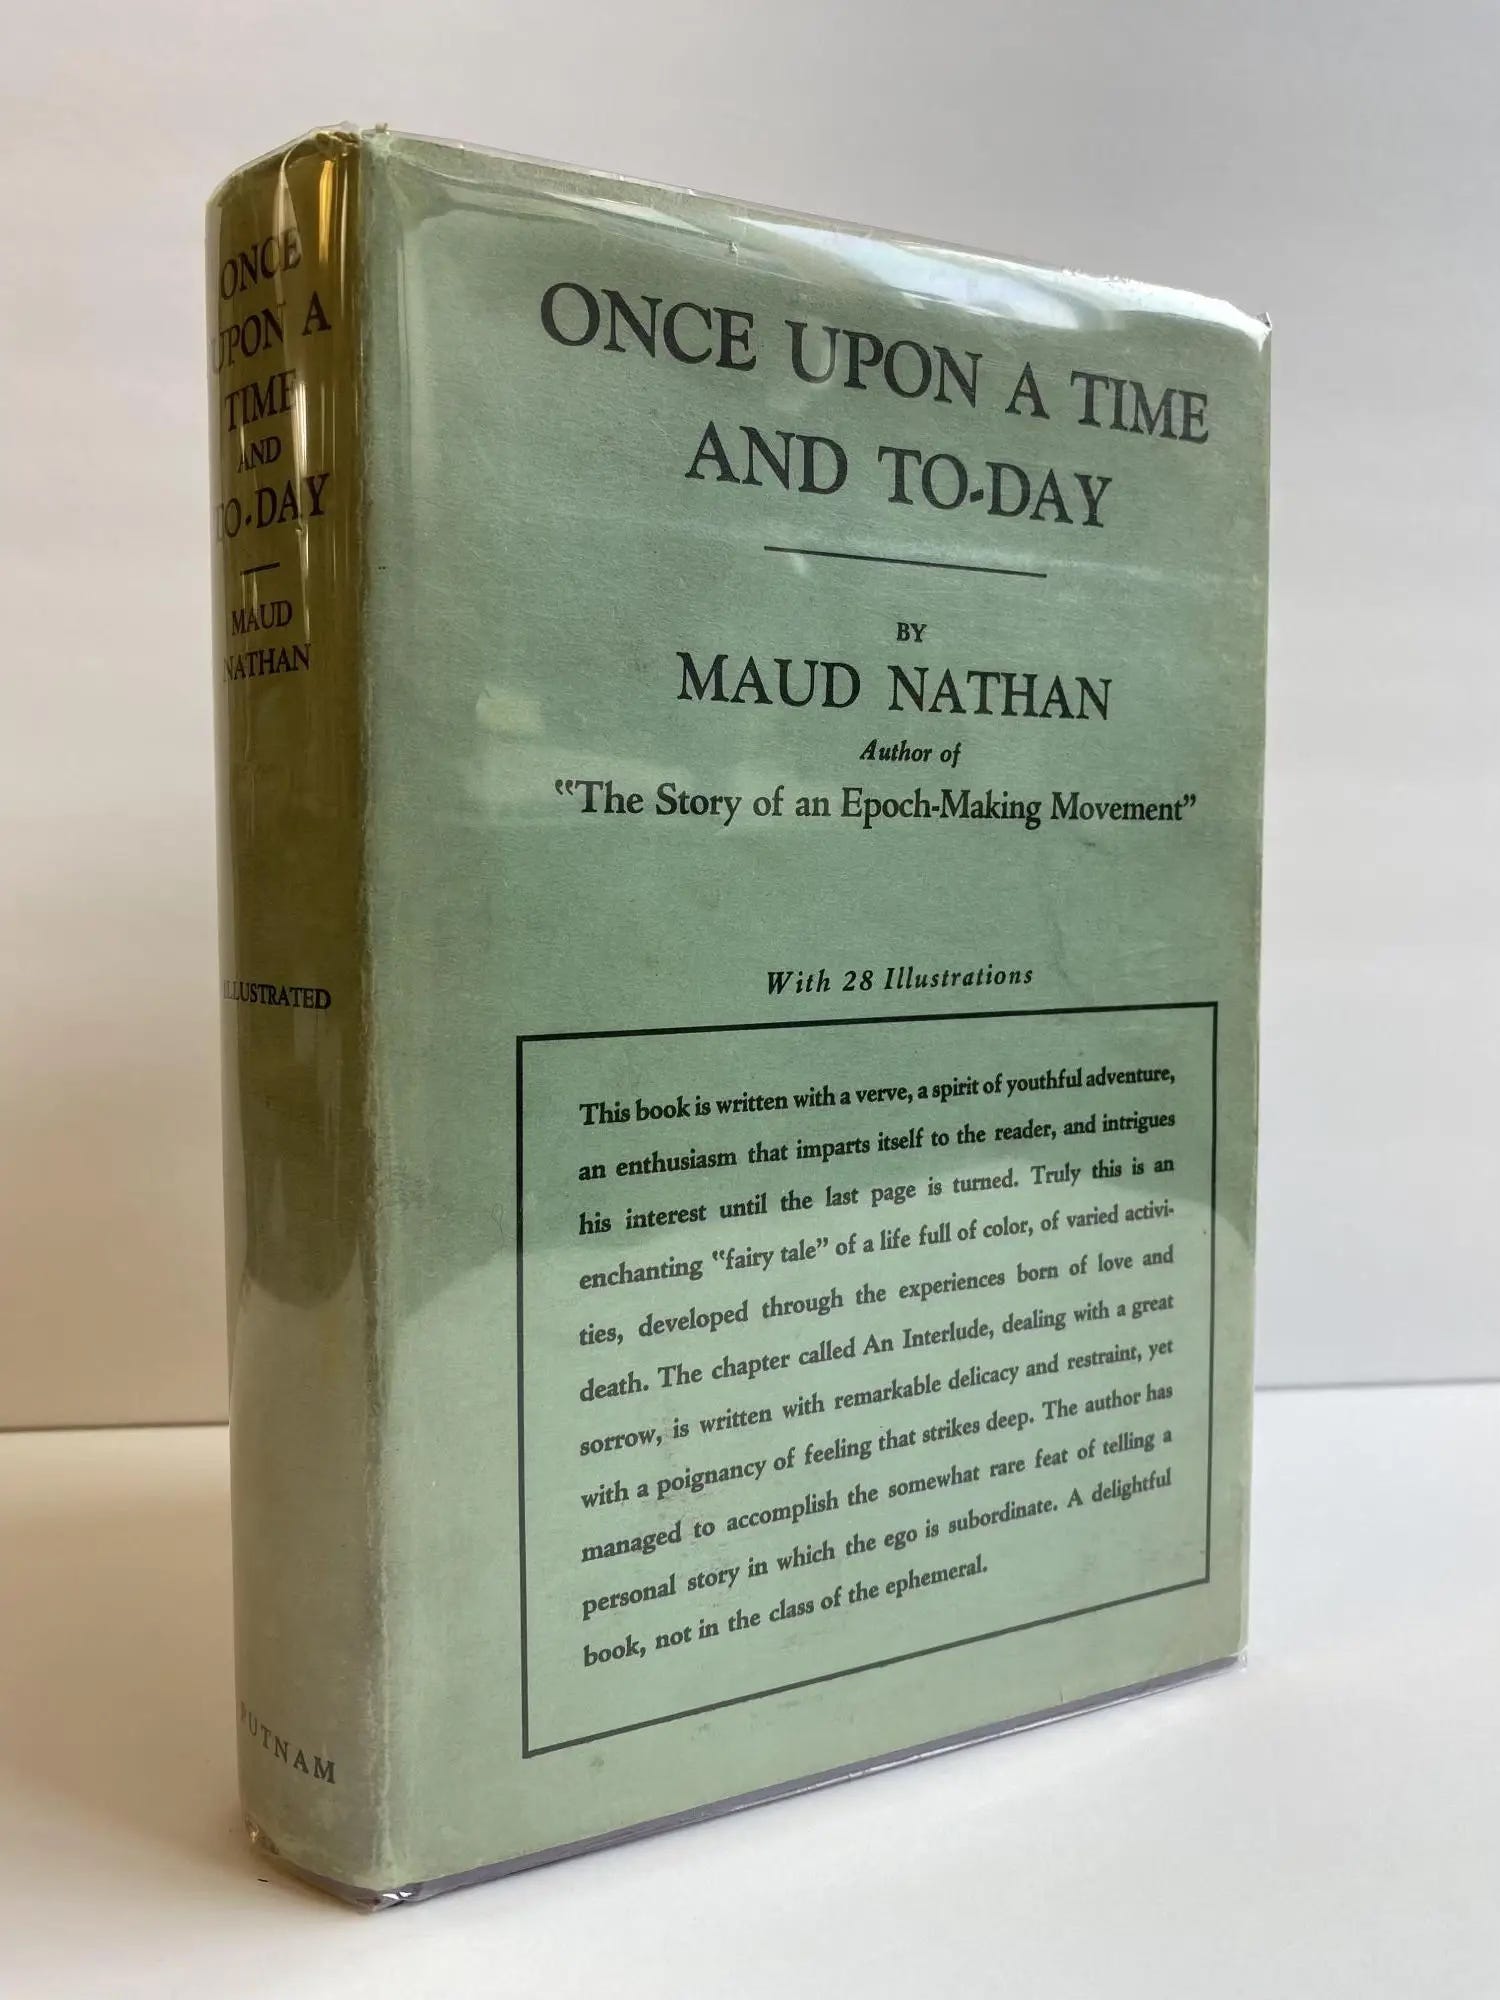 ONCE
UPON A
TIME
AND
TO-DAY
MAUD
NATHAN
ILLUSTRATED
PUTNAM
ONCE UPON A TIME
AND TO-DAY
BY
MAUD NATHAN
Author of
"The Story of an Epoch-Making Movement"
With 28 Illustrations
This book is written with a verve, a spirit of youthful adventure,
an enthusiasm that imparts itself to the reader, and intrigues
his interest until the last page is turned. Truly this is an
enchanting "fairy tale" of a life full of color, of varied activi-
ties, developed through the experiences born of love and
death. The chapter called An Interlude, dealing with a great
sorrow, is written with remarkable delicacy and restraint, yet
with a poignancy of feeling that strikes deep. The author has
managed to accomplish the somewhat rare feat of telling a
personal story in which the ego is subordinate. A delightful
book, not in the class of the ephemeral.